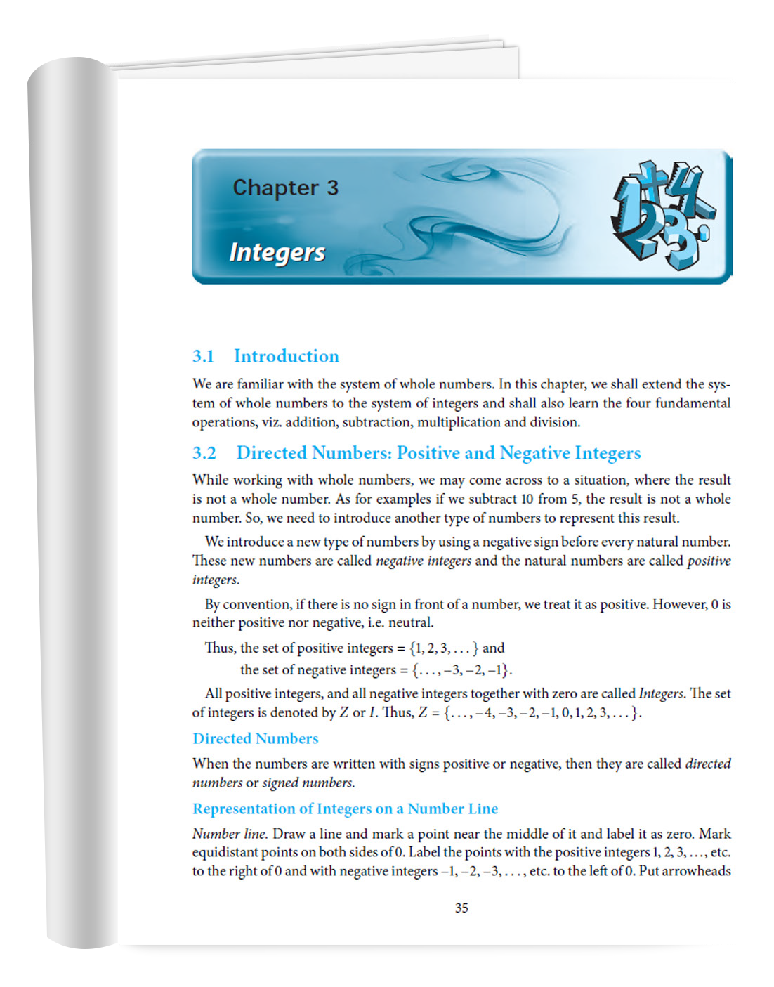 Chapter 3
Integers
3.1 Introduction
We are familiar with the system of whole numbers. In this chapter, we shall extend the sys-
tem of whole numbers to the system of integers and shall also learn the four fundamental
operations, viz. addition, subtraction, multiplication and division.
3.2 Directed Numbers: Positive and Negative Integers
While working with whole numbers, we may come across to a situation, where the result
is not a whole number. As for examples if we subtract 10 from 5, the result is not a whole
number. So, we need to introduce another type of numbers to represent this result.
We introduce a new type of numbers by using a negative sign before every natural number.
These new numbers are called negative integers and the natural numbers are called positive
integers.
By convention, if there is no sign in front of a number, we treat it as positive. However, 0 is
neither positive nor negative, i.e. neutral.
Thus, the set of positive integers = {1, 2, 3, . . . } and
the set of negative integers = {. . . , −3, −2, −1}.
All positive integers, and all negative integers together with zero are called Integers. The set
of integers is denoted by Z or I. Thus, Z = {. . . , −4, −3, −2, −1, 0, 1, 2, 3, . . . }.
Directed Numbers
When the numbers are written with signs positive or negative, then they are called directed
numbers or signed numbers.
Representation of Integers on a Number Line
Number line. Draw a line and mark a point near the middle of it and label it as zero. Mark
equidistant points on both sides of 0. Label the points with the positive integers 1, 2, 3, . . . , etc.
to the right of 0 and with negative integers −1, −2, −3, . . . , etc. to the left of 0. Put arrowheads
35